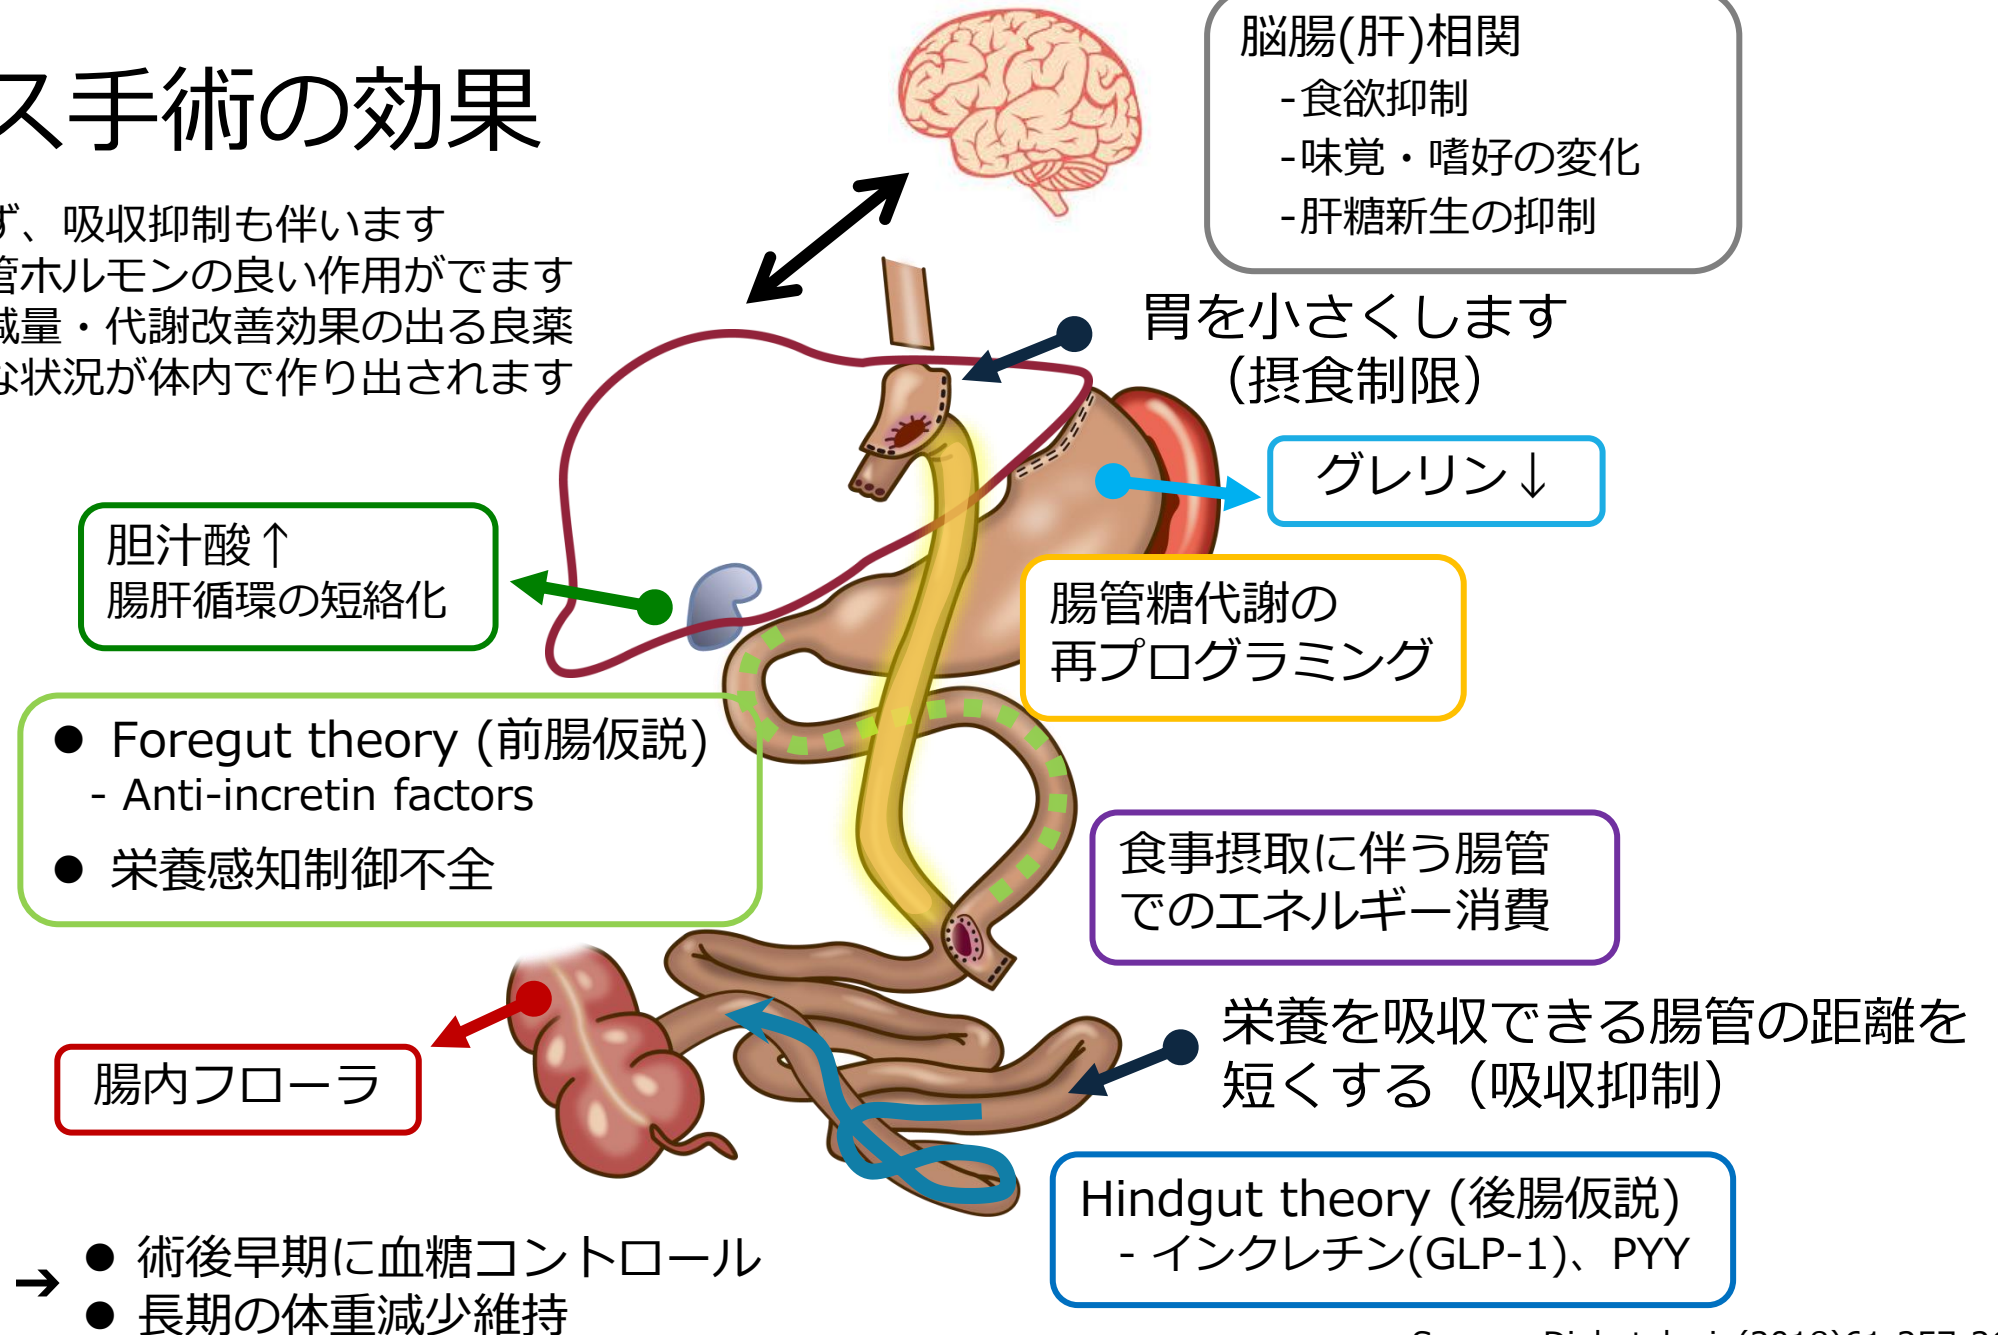 ス手術の効果
ず、吸収抑制も伴います
管ホルモンの良い作用がでます
減量・代謝改善効果の出る良薬
な状況が体内で作り出されます
脳腸(肝)相関
-食欲抑制
-味覚・嗜好の変化
-肝糖新生の抑制
胃を小さくします
（摂食制限）
グレリン↓
胆汁酸↑
腸肝循環の短絡化
腸管糖代謝の
再プログラミング
● Foregut theory (前腸仮説)
- Anti-incretin factors
● 栄養感知制御不全
食事摂取に伴う腸管
でのエネルギー消費
腸内フローラ
栄養を吸収できる腸管の距離を
短くする（吸収抑制）
Hindgut theory (後腸仮説)
- インクレチン(GLP-1)、PYY
➔ ● 術後早期に血糖コントロール
● 長期の体重減少維持
(2018)61:257-2